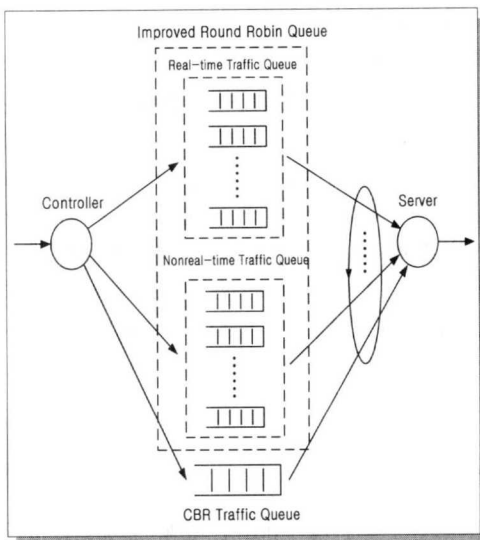 Improved Round Robin Queue
Real-time Traffic Queue
Controller
Server
Nonreal-time Traffic Queue
CBR Traffic Queue